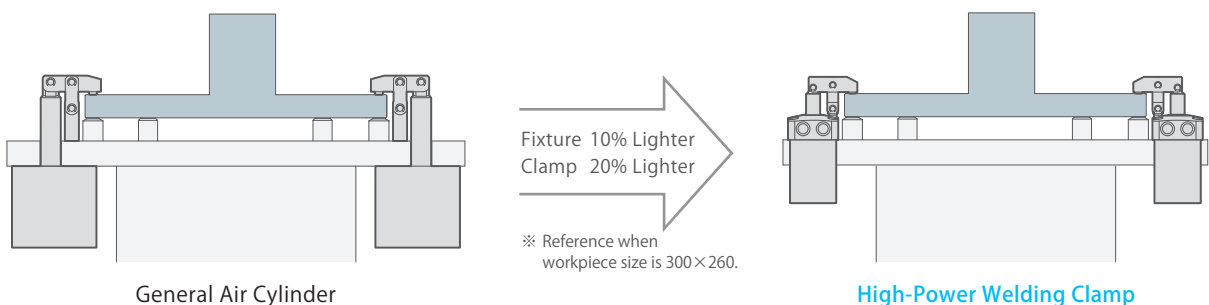 Fixture 10% Lighter
Clamp 20% Lighter
※ Reference when
workpiece size is 300×260.
General Air Cylinder
High-Power Welding Clamp